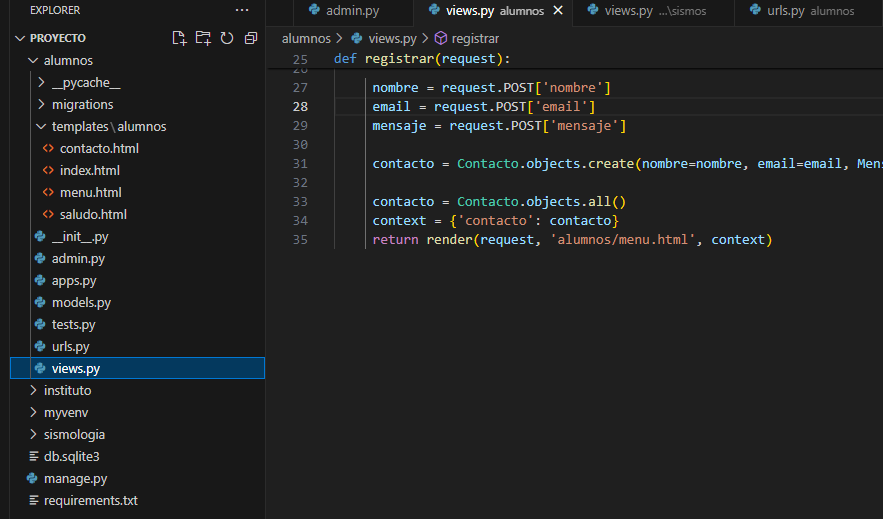 EXPLORER ...
PROYECTO
alumnos
__pycache__
migrations
templates\alumnos
<> contacto.html
<> index.html
<> menu.html
<> saludo.html
__init__.py
admin.py
apps.py
models.py
tests.py
urls.py
views.py
instituto
myvenv
sismologia
db.sqlite3
manage.py
requirements.txt
admin.py
views.py alumnos
views.py ...\sismos
urls.py alumnos
alumnos > views.py > registrar
25 def registrar(request):
26
27 nombre = request.POST['nombre']
28 email = request.POST['email']
29 mensaje = request.POST['mensaje']
30
31 contacto = Contacto.objects.create(nombre=nombre, email=email, Men
32
33 contacto = Contacto.objects.all()
34 context = {'contacto': contacto}
35 return render(request, 'alumnos/menu.html', context)